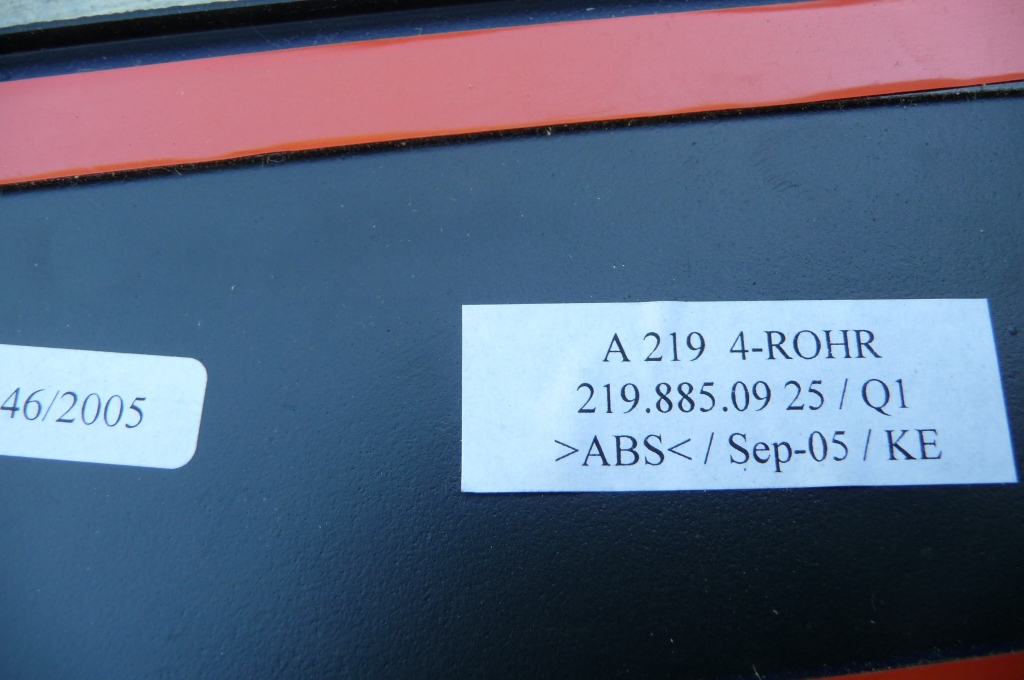 46/2005
A 219 4-ROHR
219.885.09 25 / Q1
>ABS< / Sep-05 / KE